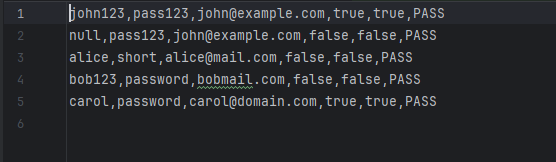 1 john123,pass123,john@example.com,true,true,PASS
2 null,pass123,john@example.com,false,false,PASS
3 alice,short,alice@mail.com,false,false,PASS
4 bob123,password,bobmail.com,false,false,PASS
5 carol,password,carol@domain.com,true,true,PASS
6